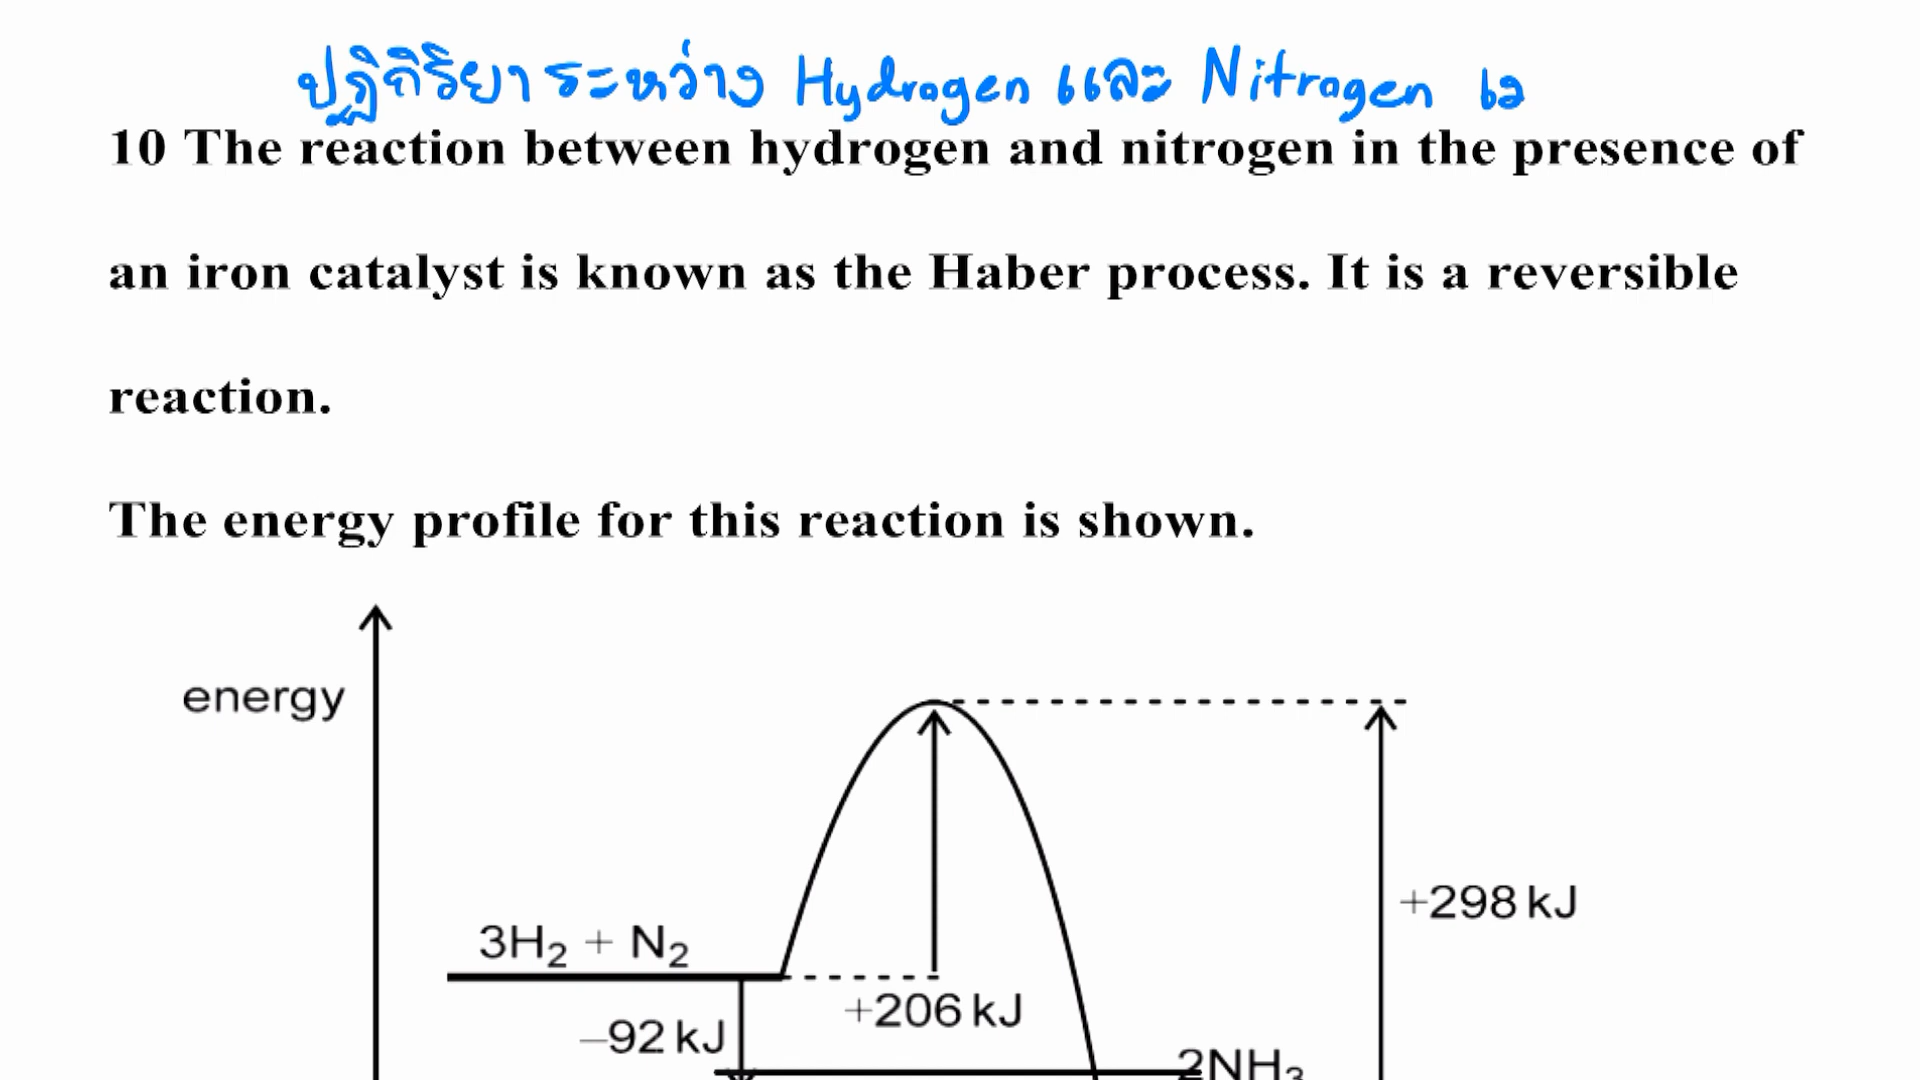 ปฏิกิริยา ระหว่าง Hydrogen และ Nitrogen
10 The reaction between hydrogen and nitrogen in the presence of
an iron catalyst is known as the Haber process. It is a reversible
reaction.
The energy profile for this reaction is shown.
energy
+298 kJ
3H₂ + N₂
+206 kJ
–92 kJ
2NH₃